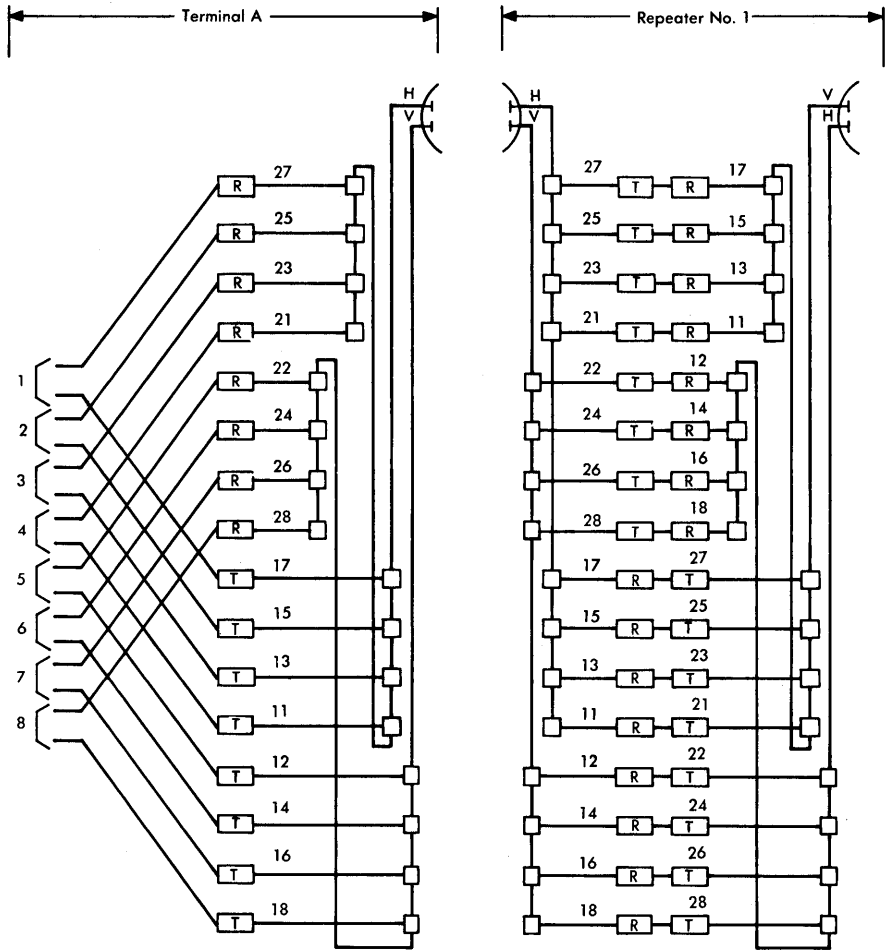 Terminal A Repeater No. 1
H H V
V V H
27 27 17
R T R
25 25 15
R T R
23 23 13
R T R
21 21 11
R T R
1 22 22 12
R T R
2 24 24 14
R T R
3 26 26 16
R T R
4 28 28 18
R T R
5 17 17 27
T R T
6 15 15 25
T R T
7 13 13 23
T R T
8 11 11 21
T R T
12 12 22
T R T
14 14 24
T R T
16 16 26
T R T
18 18 28
T R T